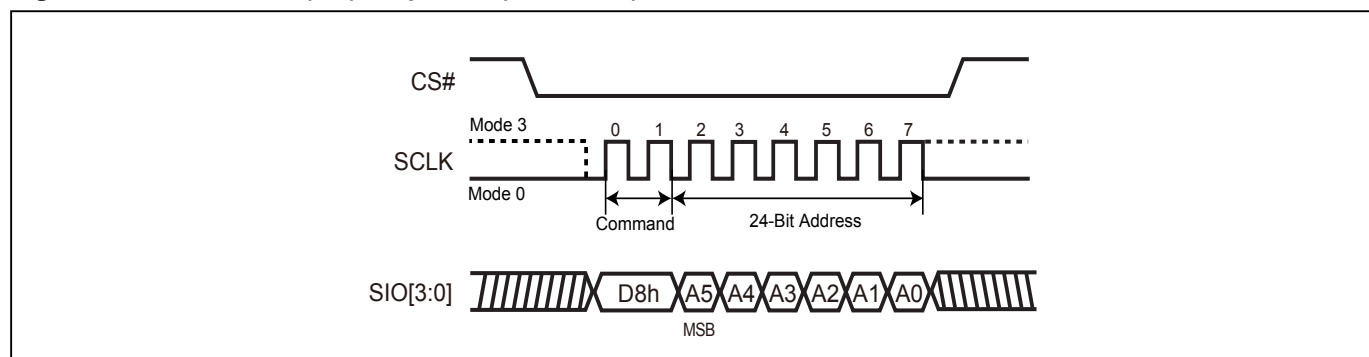 CS#
Mode 3
0 1 2 3 4 5 6 7
SCLK
Mode 0
Command
24-Bit Address
SIO[3:0]
D8h A5 A4 A3 A2 A1 A0
MSB